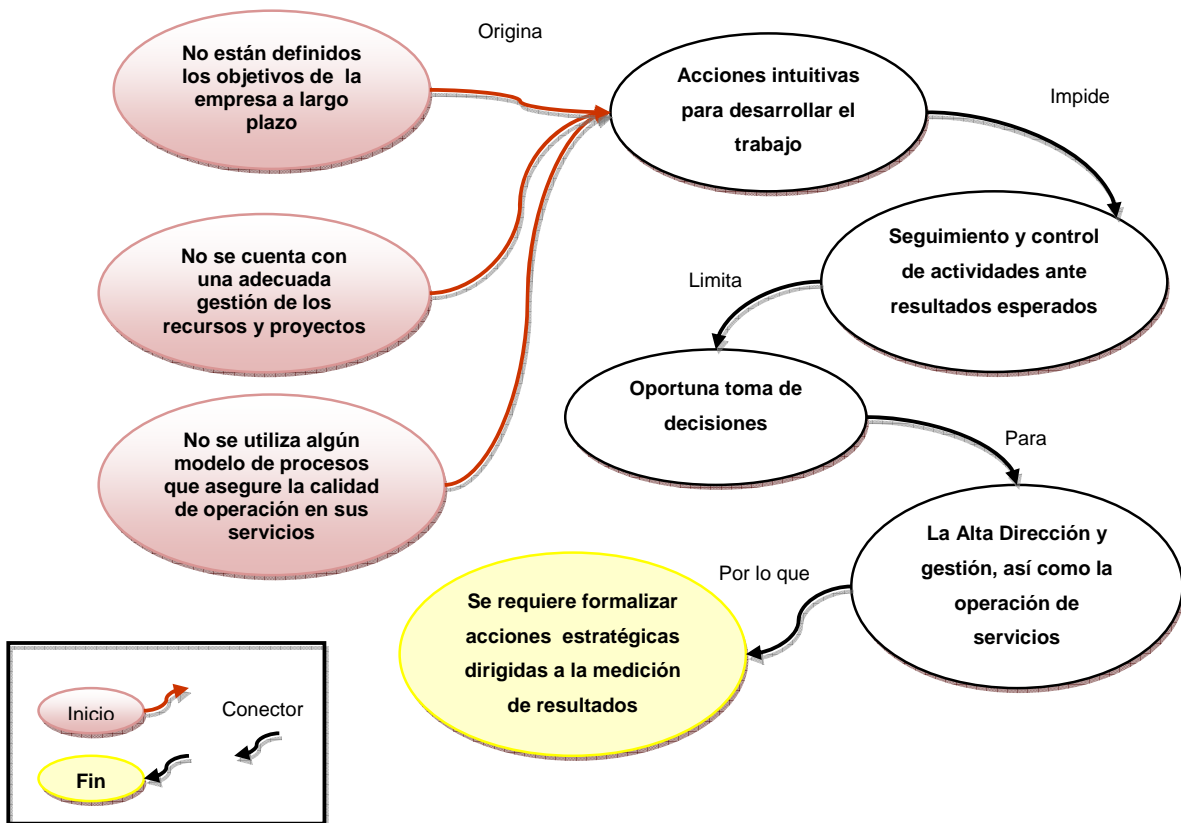 No están definidos
los objetivos de la
empresa a largo
plazo
Origina
Acciones intuitivas
para desarrollar el
trabajo
Impide
No se cuenta con
una adecuada
gestión de los
recursos y proyectos
Seguimiento y control
de actividades ante
resultados esperados
Limita
Oportuna toma de
decisiones
Para
No se utiliza algún
modelo de procesos
que asegure la calidad
de operación en sus
servicios
La Alta Dirección y
gestión, así como la
operación de
servicios
Por lo que
Se requiere formalizar
acciones estratégicas
dirigidas a la medición
de resultados
Inicio
Conector
Fin